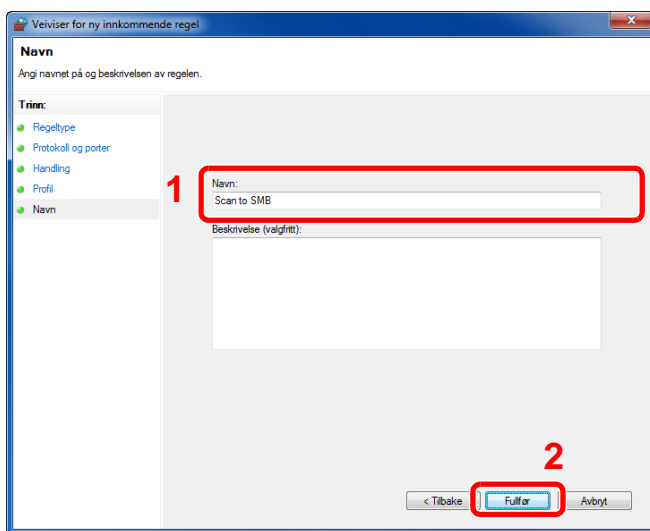 Veiviser for ny innkommende regel
Navn
Angi navnet på og beskrivelsen av regelen.
Trinn:
Regeltype
Protokoll og porter
Handling
Profil
Navn
1
Navn:
Scan to SMB
Beskrivelse (valgfritt):
2
< Tilbake
Fullfør
Avbryt